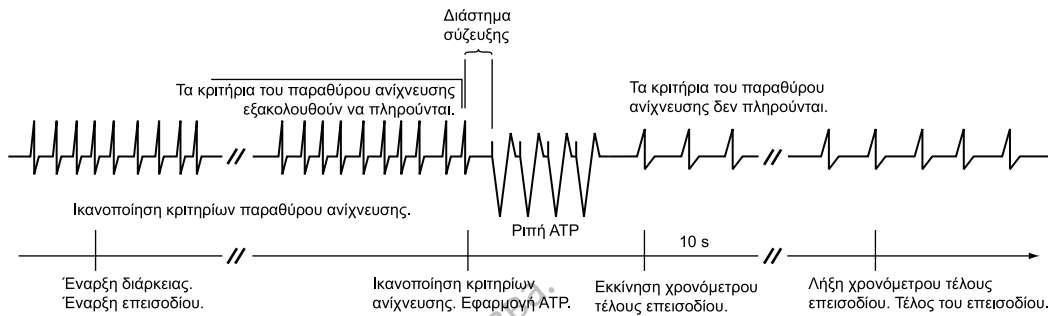 Διάστημα
σύζευξης
Τα κριτήρια του παραθύρου ανίχνευσης
εξακολουθούν να πληρούνται.
Τα κριτήρια του παραθύρου
ανίχνευσης δεν πληρούνται.
Ικανοποίηση κριτηρίων παραθύρου ανίχνευσης.
Ριπή ATP
10 s
Έναρξη διάρκειας.
Έναρξη επεισοδίου.
Ικανοποίηση κριτηρίων
ανίχνευσης. Εφαρμογή ATP.
Εκκίνηση χρονόμετρου
τέλους επεισοδίου.
Λήξη χρονόμετρου τέλους
επεισοδίου. Τέλος του επεισοδίου.